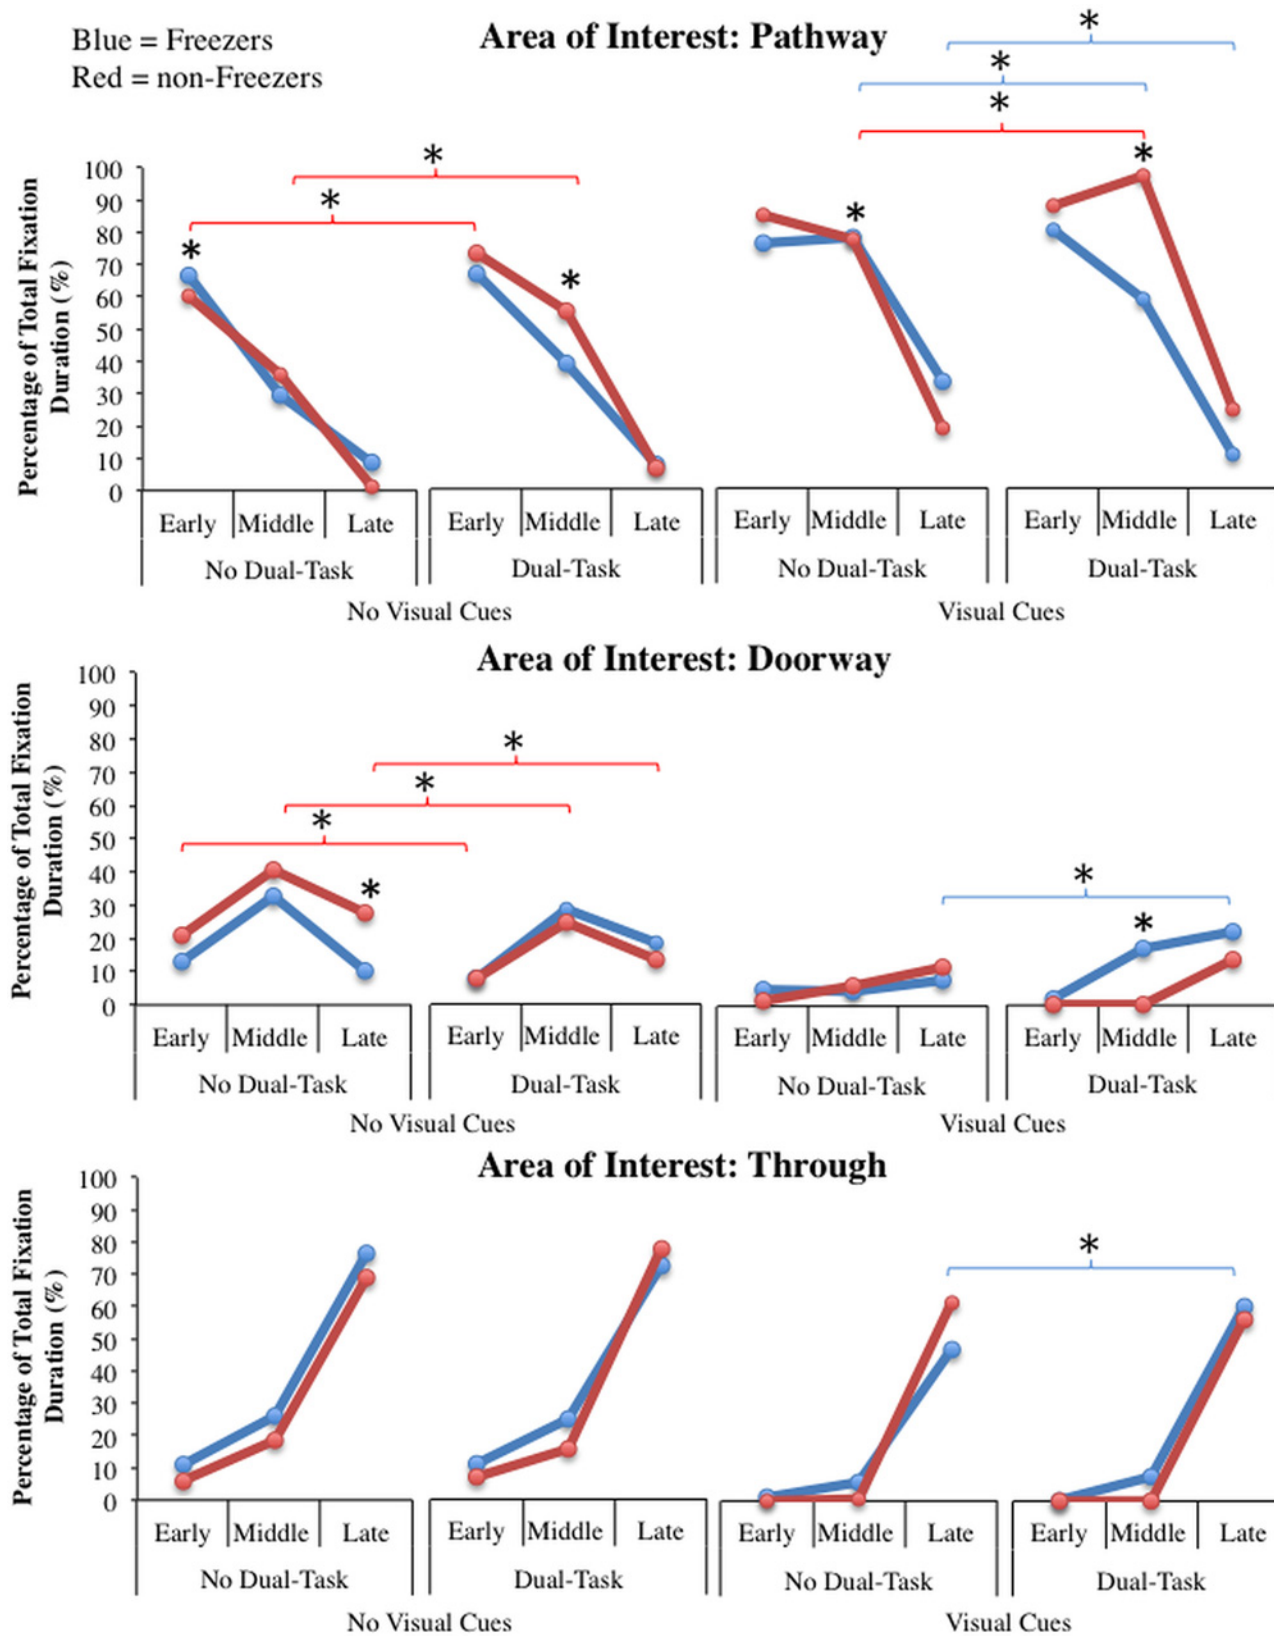 Blue = Freezers
Red = non-Freezers
Area of Interest: Pathway
*
*
*
*
*
*
*
*
*
Percentage of Total Fixation
Duration (%)
100
90
80
70
60
50
40
30
20
10
0
Early Middle Late Early Middle Late Early Middle Late Early Middle Late
No Dual-Task Dual-Task No Dual-Task Dual-Task
No Visual Cues Visual Cues
Area of Interest: Doorway
*
*
*
*
*
*
Percentage of Total Fixation
Duration (%)
100
90
80
70
60
50
40
30
20
10
0
Early Middle Late Early Middle Late Early Middle Late Early Middle Late
No Dual-Task Dual-Task No Dual-Task Dual-Task
No Visual Cues Visual Cues
Area of Interest: Through
*
Percentage of Total Fixation
Duration (%)
100
90
80
70
60
50
40
30
20
10
0
Early Middle Late Early Middle Late Early Middle Late Early Middle Late
No Dual-Task Dual-Task No Dual-Task Dual-Task
No Visual Cues Visual Cues